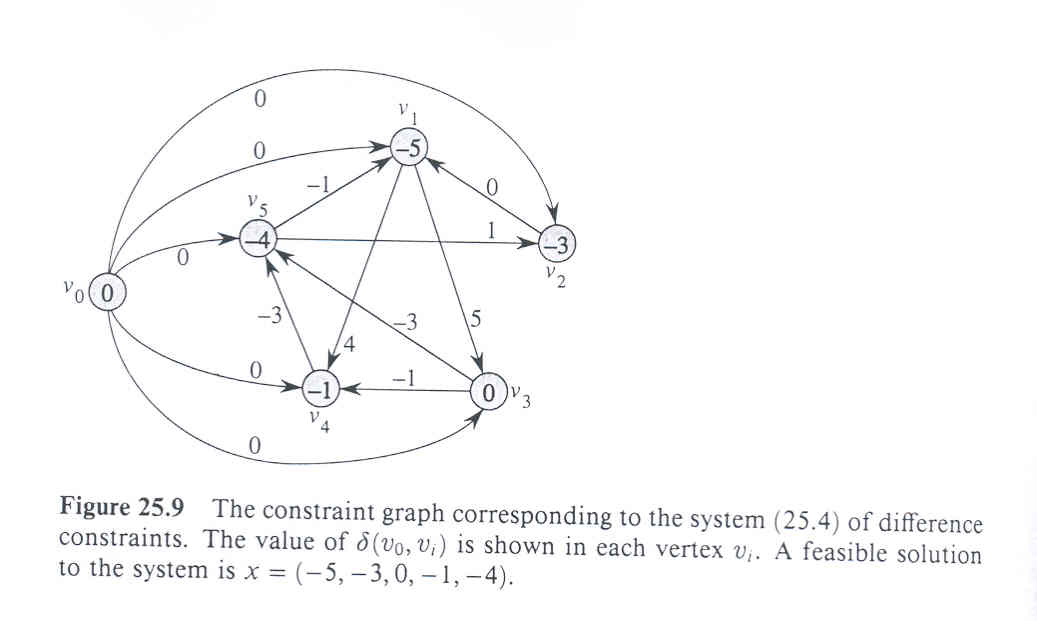 0
v1
0
−5
−1
0
v5
1
−4
−3
0
v2
v0
0
−3
−3
5
4
0
−1
−1
0
v3
v4
0
Figure 25.9 The constraint graph corresponding to the system (25.4) of difference
constraints. The value of δ(v0, vi) is shown in each vertex vi. A feasible solution
to the system is x = (−5, −3, 0, −1, −4).